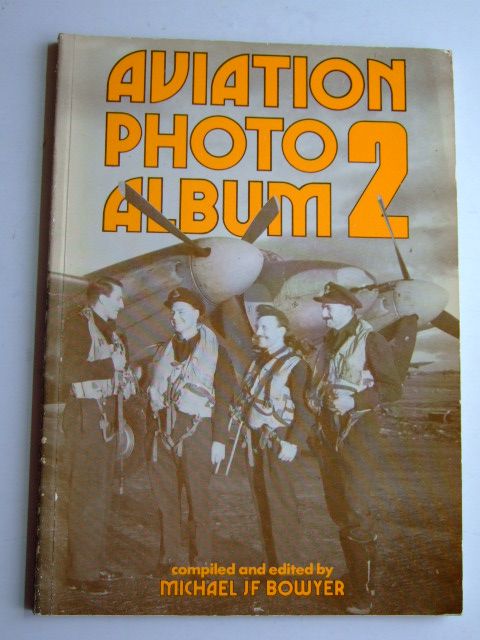 AVIATION
PHOTO
ALBUM 2
compiled and edited by
MICHAEL JF BOWYER